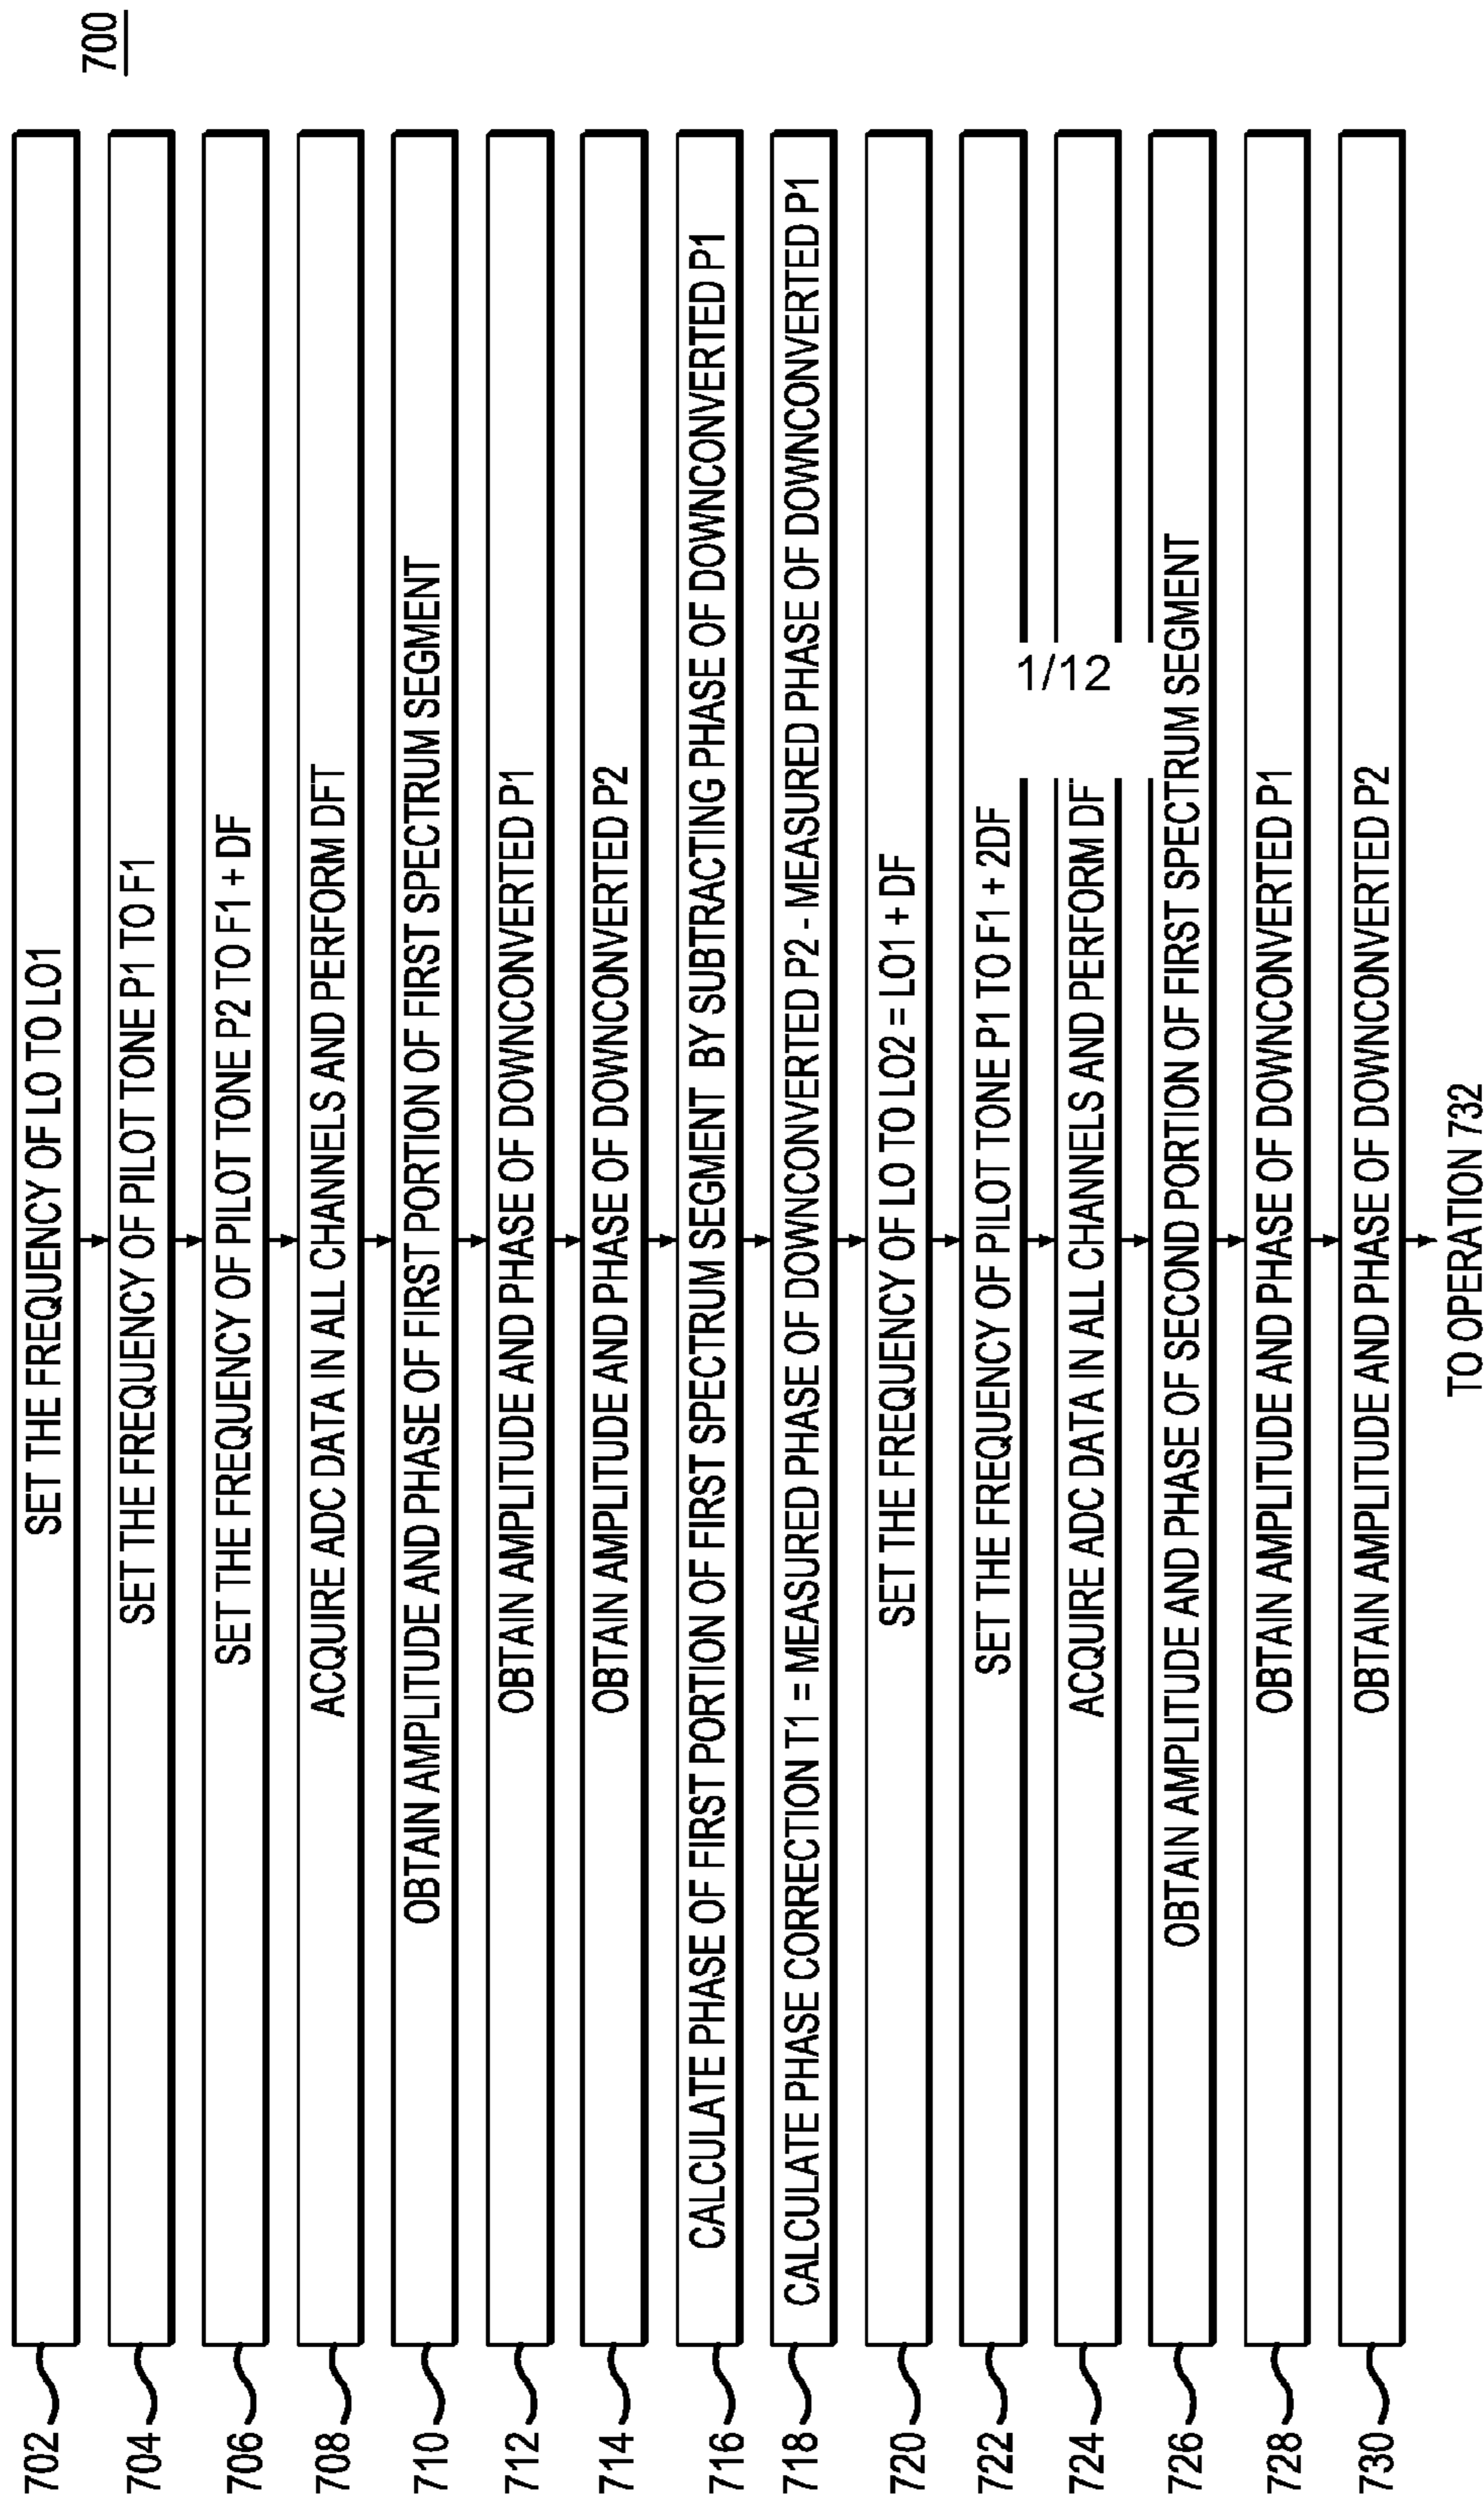 700
702 SET THE FREQUENCY OF LO TO LO1
704 SET THE FREQUENCY OF PILOT TONE P1 TO F1
706 SET THE FREQUENCY OF PILOT TONE P2 TO F1 + DF
708 ACQUIRE ADC DATA IN ALL CHANNELS AND PERFORM DFT
710 OBTAIN AMPLITUDE AND PHASE OF FIRST PORTION OF FIRST SPECTRUM SEGMENT
712 OBTAIN AMPLITUDE AND PHASE OF DOWNCONVERTED P1
714 OBTAIN AMPLITUDE AND PHASE OF DOWNCONVERTED P2
716 CALCULATE PHASE OF FIRST PORTION OF FIRST SPECTRUM SEGMENT BY SUBTRACTING PHASE OF DOWNCONVERTED P1
718 CALCULATE PHASE CORRECTION T1 = MEASURED PHASE OF DOWNCONVERTED P2 - MEASURED PHASE OF DOWNCONVERTED P1
720 SET THE FREQUENCY OF LO TO LO2 = LO1 + DF
722 SET THE FREQUENCY OF PILOT TONE P1 TO F1 + 2DF
724 ACQUIRE ADC DATA IN ALL CHANNELS AND PERFORM DF
1/12
726 OBTAIN AMPLITUDE AND PHASE OF SECOND PORTION OF FIRST SPECTRUM SEGMENT
728 OBTAIN AMPLITUDE AND PHASE OF DOWNCONVERTED P1
730 OBTAIN AMPLITUDE AND PHASE OF DOWNCONVERTED P2
TO OPERATION 732